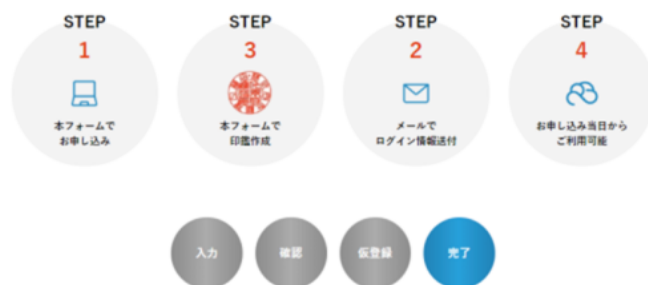 STEP
1
本フォームで
お申し込み
STEP
3
本フォームで
印鑑作成
STEP
2
メールで
ログイン情報送付
STEP
4
お申し込み当日から
ご利用可能
入力
確認
仮登録
完了